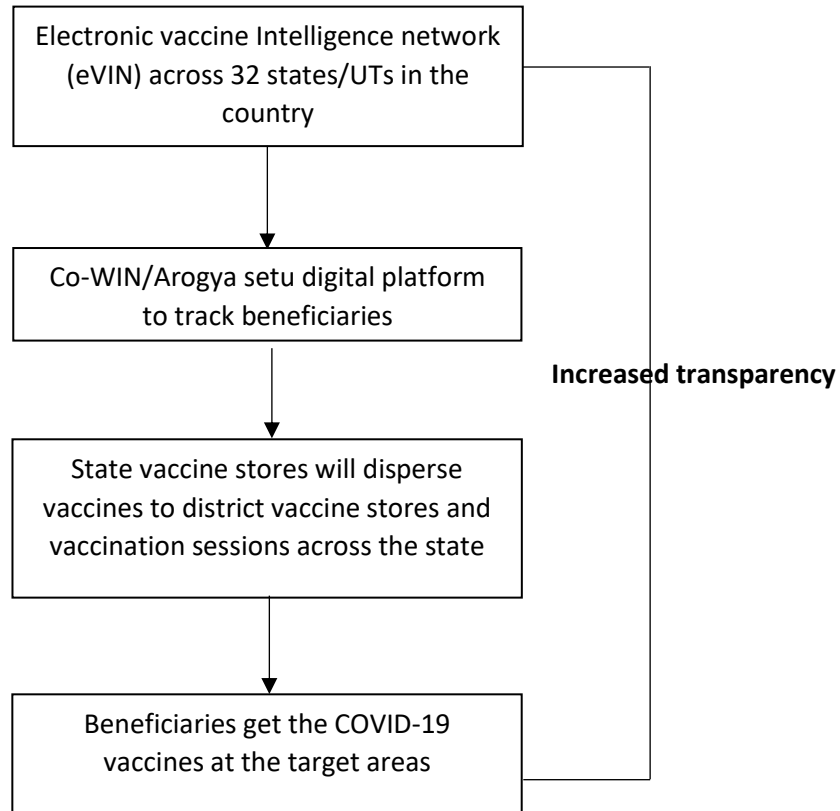 Electronic vaccine Intelligence network
(eVIN) across 32 states/UTs in the
country
Co-WIN/Arogya setu digital platform
to track beneficiaries
Increased transparency
State vaccine stores will disperse
vaccines to district vaccine stores and
vaccination sessions across the state
Beneficiaries get the COVID-19
vaccines at the target areas